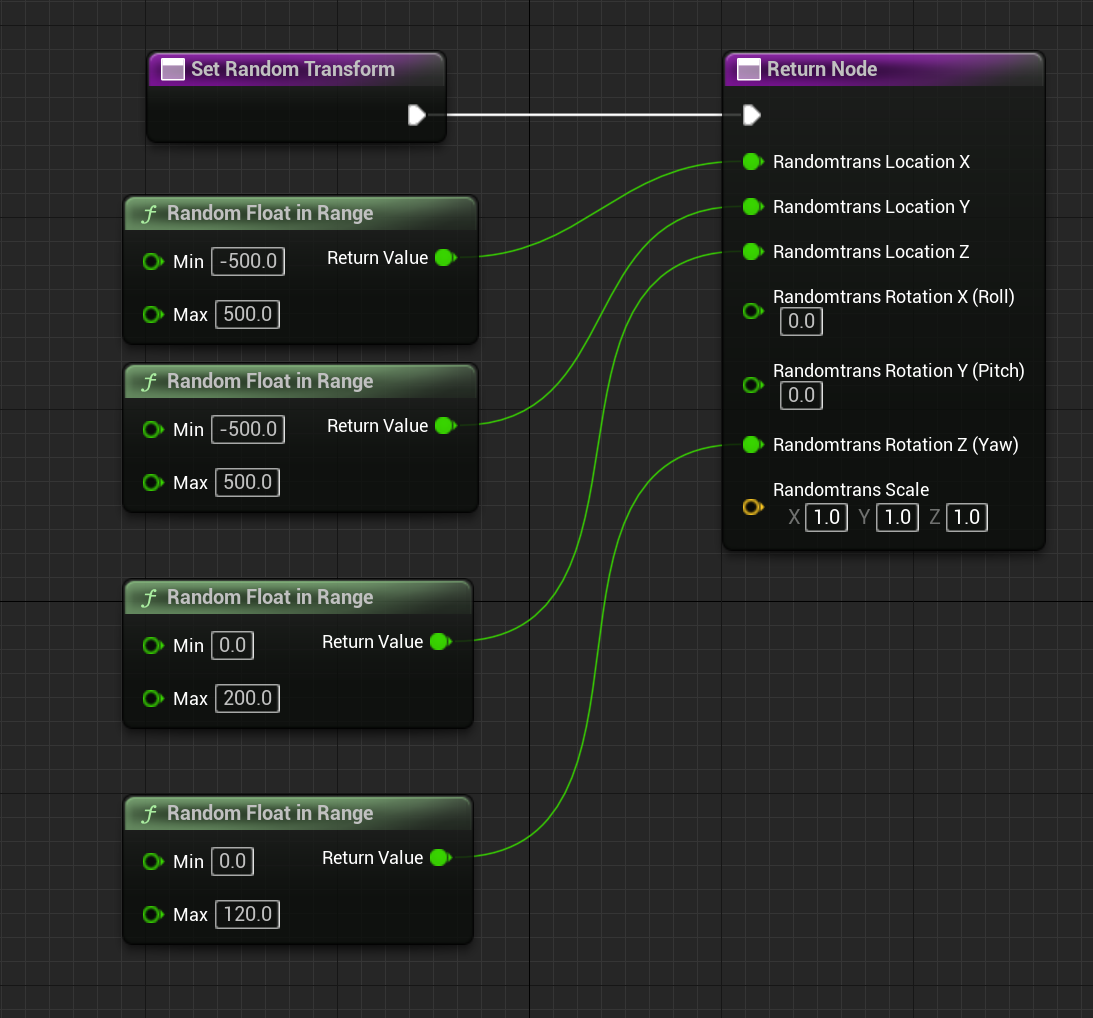 Set Random Transform
Return Node
Randomtrans Location X
Randomtrans Location Y
Randomtrans Location Z
Randomtrans Rotation X (Roll)
0.0
Randomtrans Rotation Y (Pitch)
0.0
Randomtrans Rotation Z (Yaw)
Randomtrans Scale
X 1.0 Y 1.0 Z 1.0
f Random Float in Range
Min -500.0 Return Value
Max 500.0
f Random Float in Range
Min -500.0 Return Value
Max 500.0
f Random Float in Range
Min 0.0 Return Value
Max 200.0
f Random Float in Range
Min 0.0 Return Value
Max 120.0